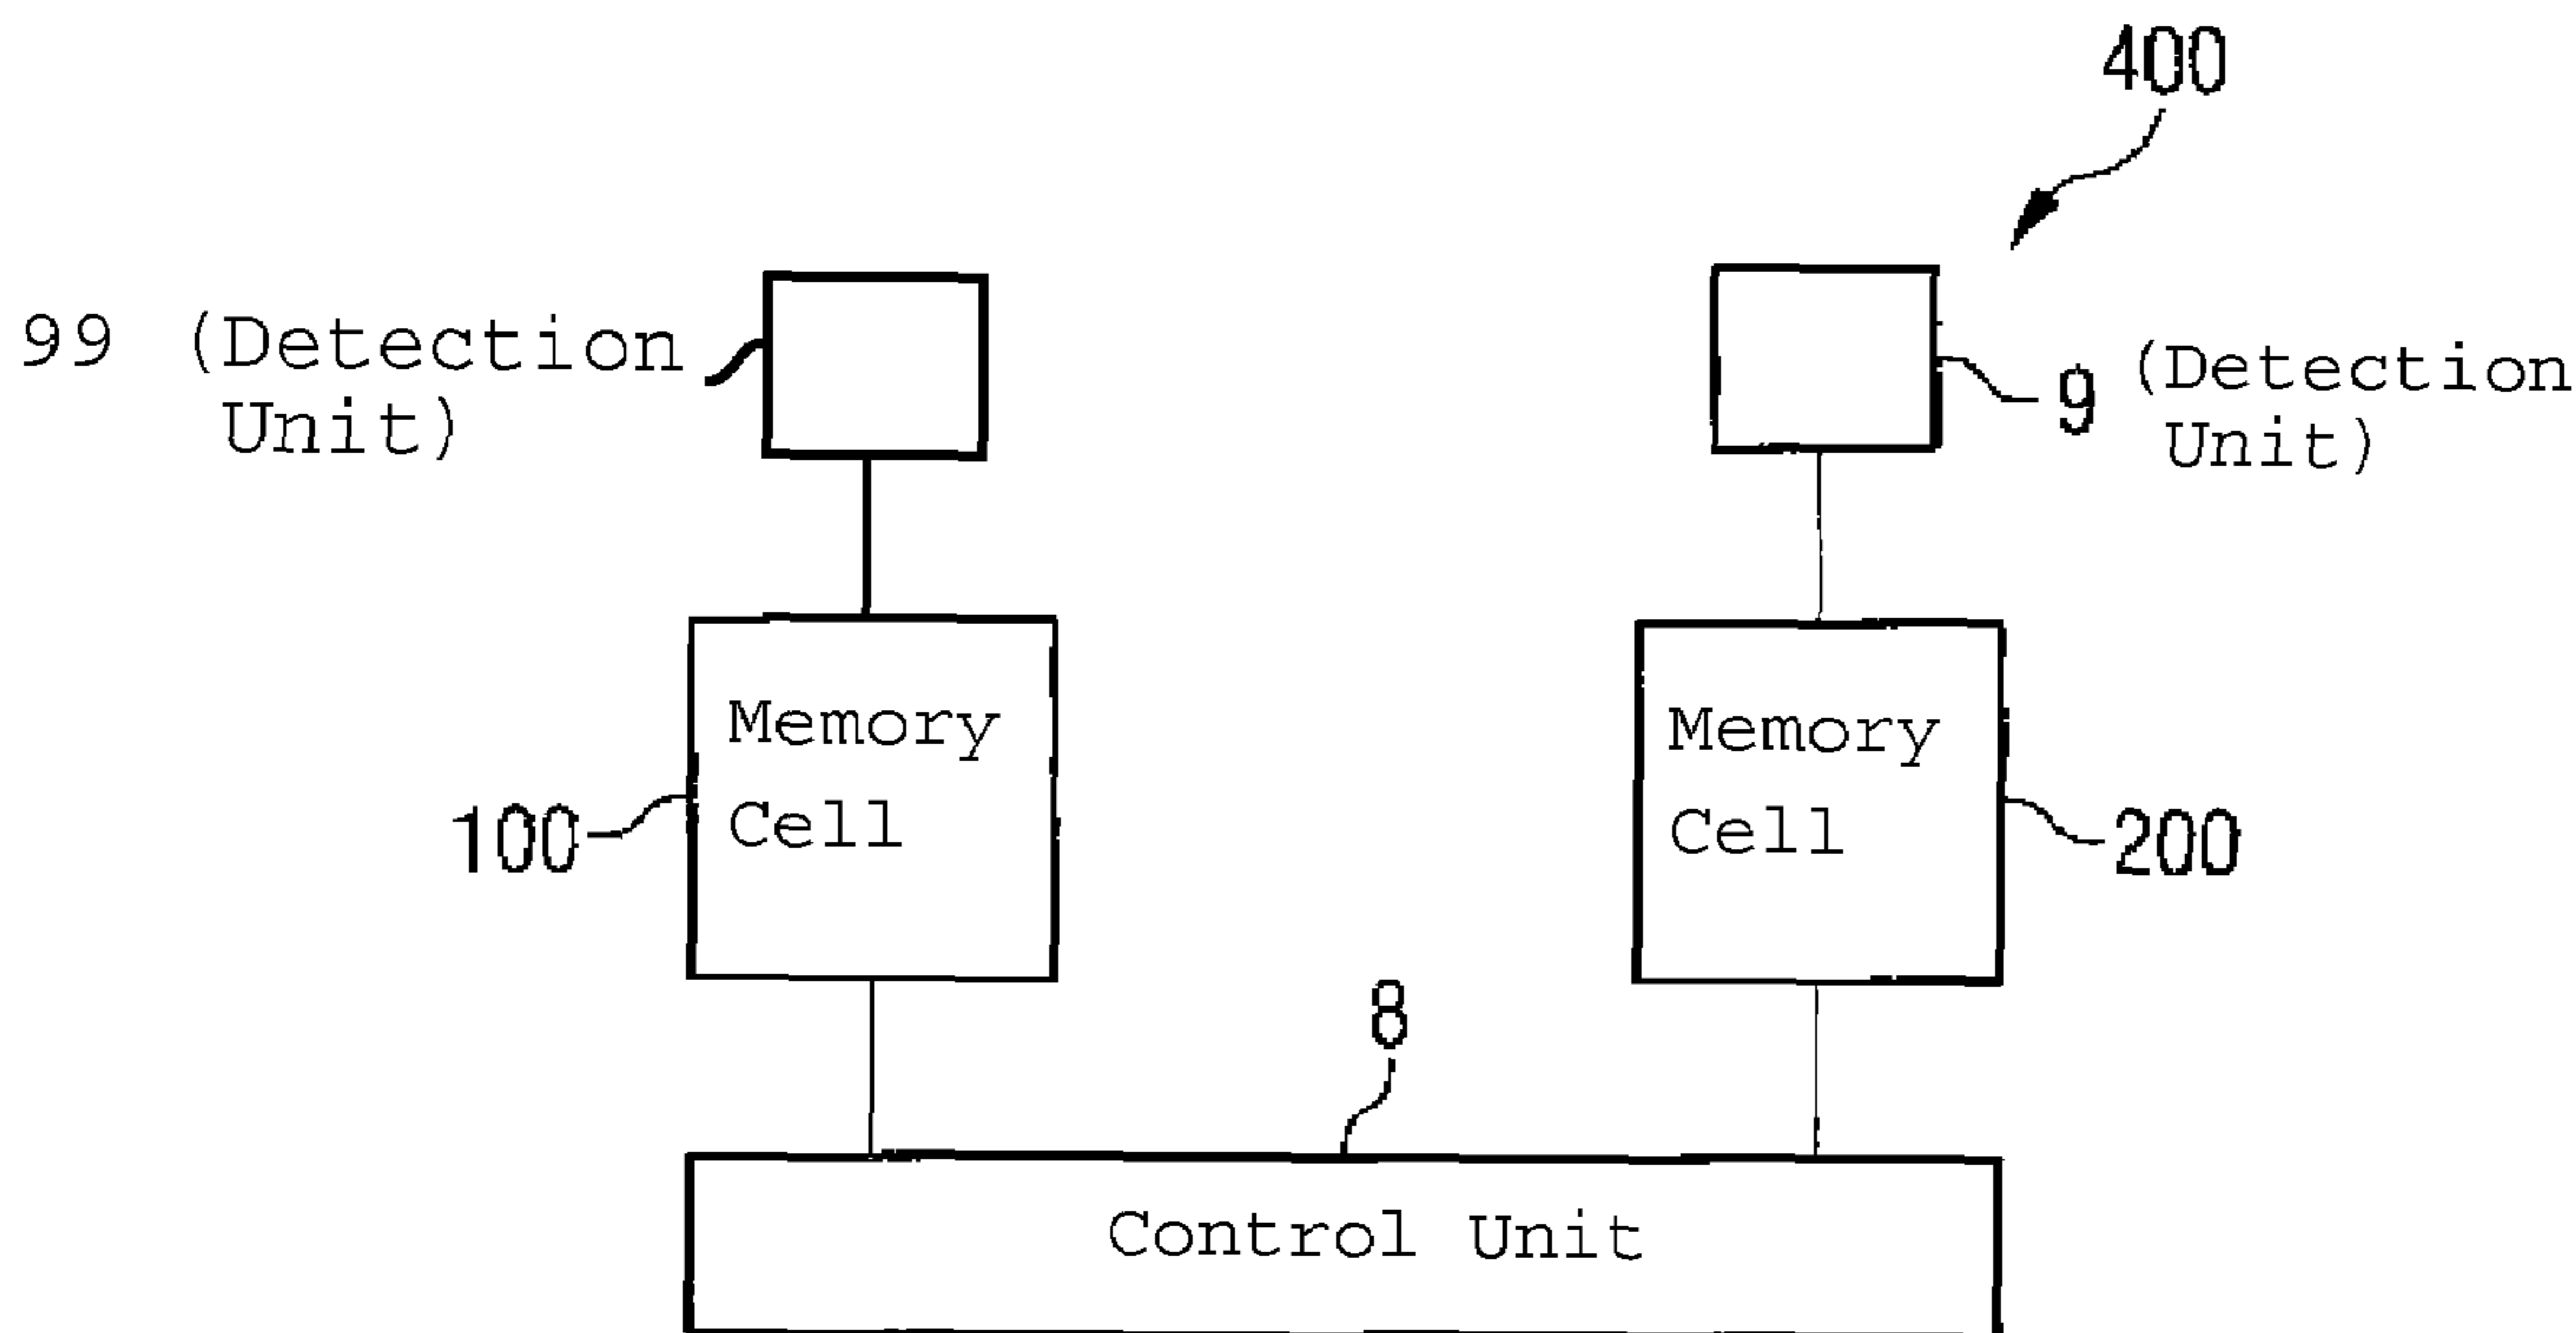 400
99 (Detection
Unit)
9 (Detection
Unit)
Memory
Cell
100
Memory
Cell
200
8
Control Unit